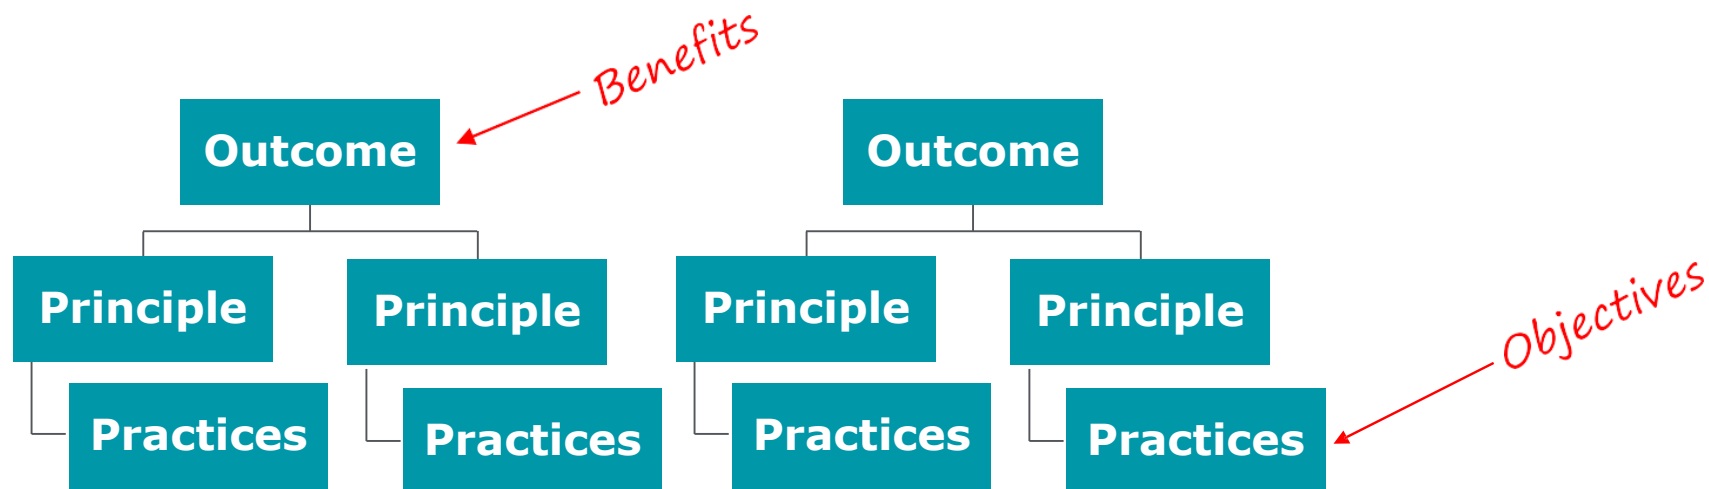 Benefits
Outcome
Outcome
Principle
Principle
Principle
Principle
Objectives
Practices
Practices
Practices
Practices